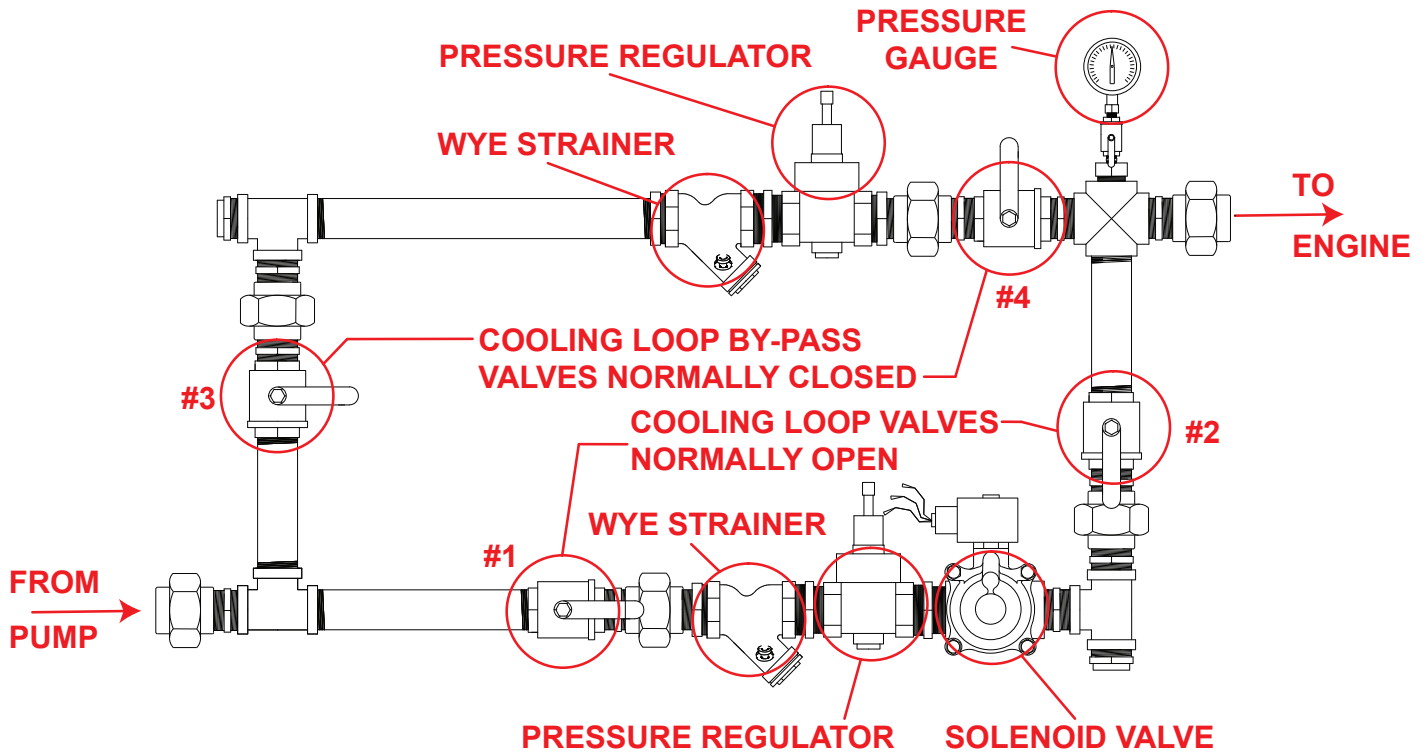 PRESSURE
GAUGE
PRESSURE REGULATOR
WYE STRAINER
TO
ENGINE
#4
COOLING LOOP BY-PASS
VALVES NORMALLY CLOSED
#3
COOLING LOOP VALVES
NORMALLY OPEN
#2
WYE STRAINER
#1
FROM
PUMP
PRESSURE REGULATOR
SOLENOID VALVE